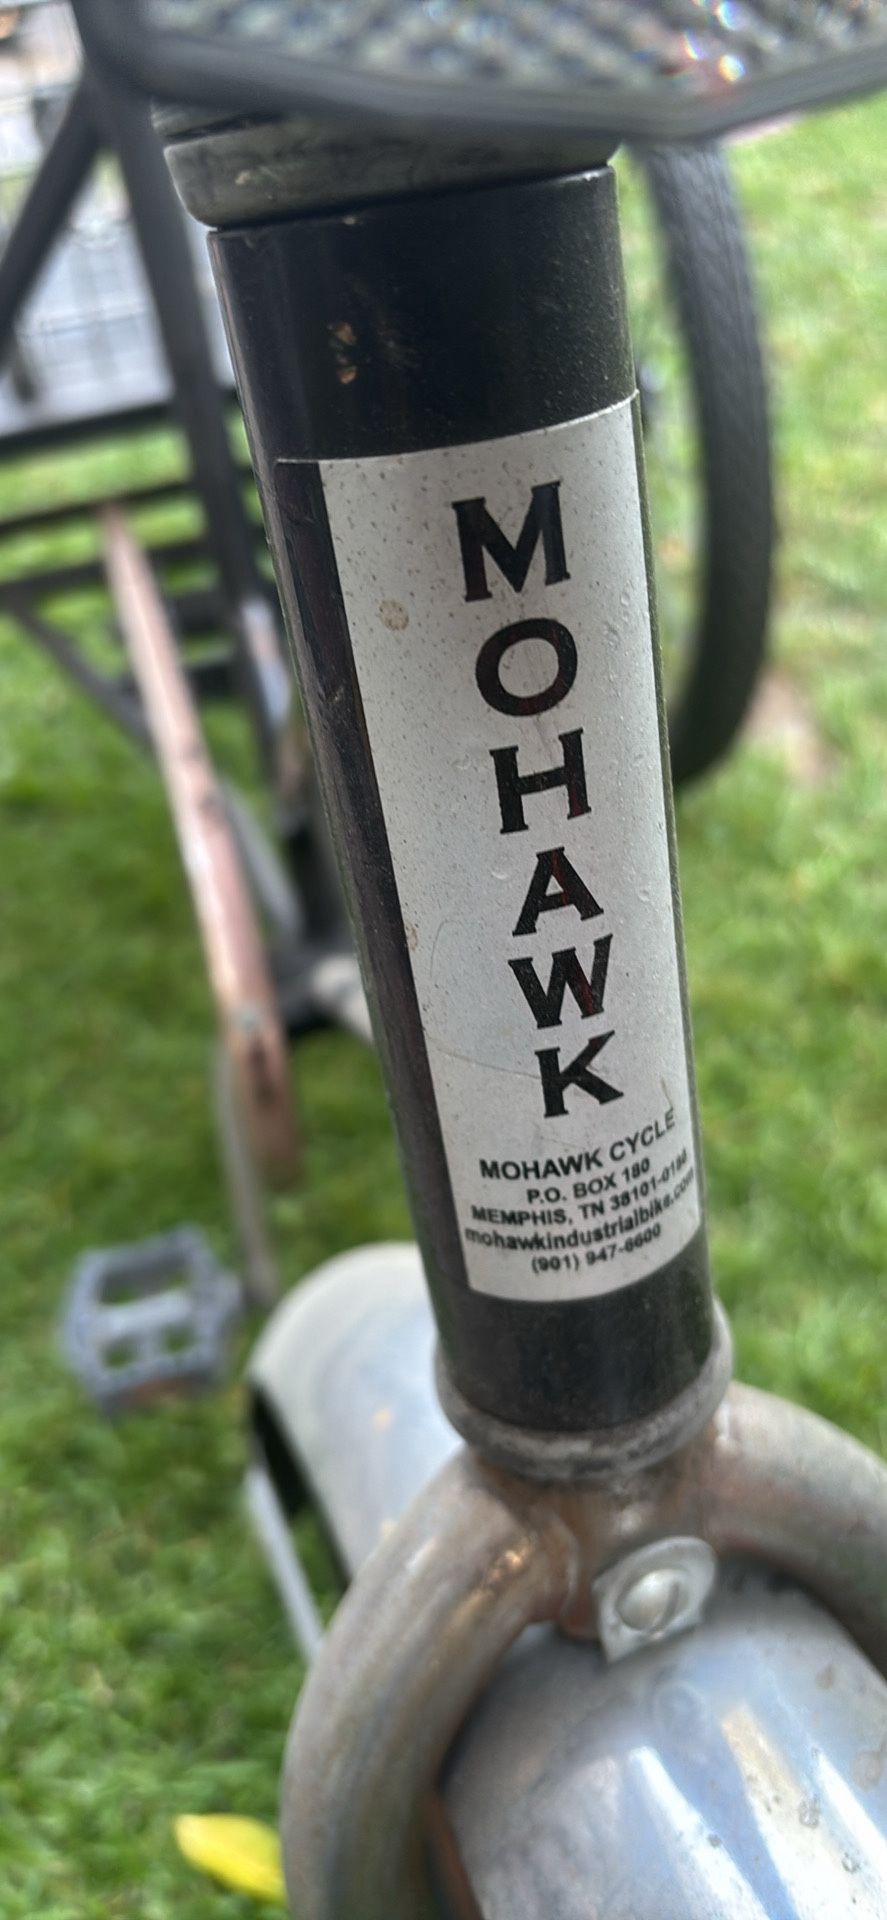 MOHAWK
MOHAWK CYCLE
P.O. BOX 180
MEMPHIS, TN 38101-0180
mohawkindustrialbike.com
(901) 947-6600